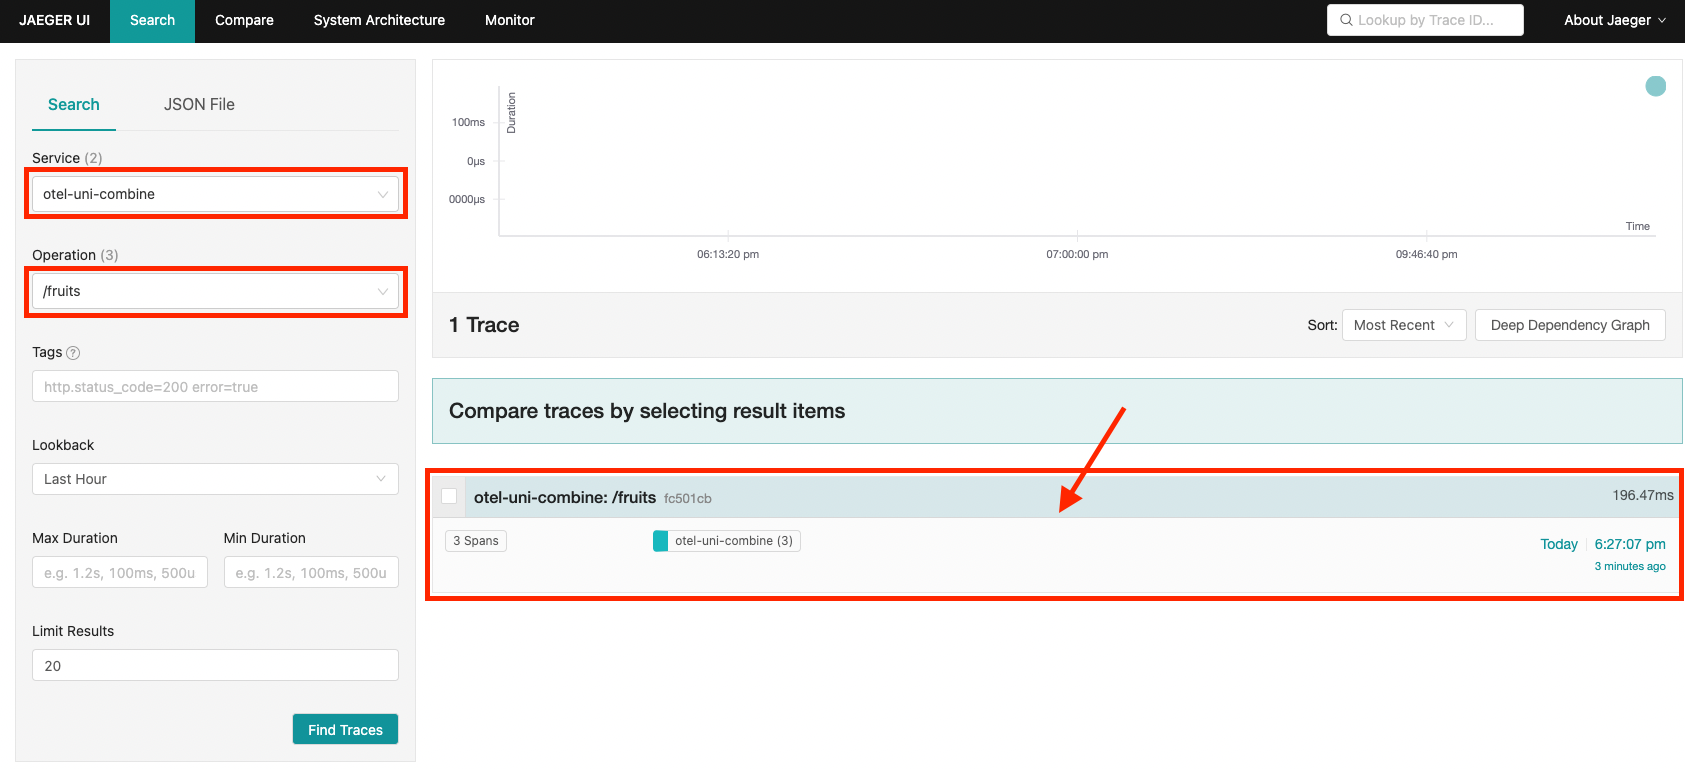 JAEGER UI Search Compare System Architecture Monitor Lookup by Trace ID... About Jaeger
Search JSON File
Service (2)
otel-uni-combine
Operation (3)
/fruits
Tags ?
http.status_code=200 error=true
Lookback
Last Hour
Max Duration Min Duration
e.g. 1.2s, 100ms, 500u e.g. 1.2s, 100ms, 500u
Limit Results
20
Find Traces
Duration
100ms
0μs
0000μs
Time
06:13:20 pm 07:00:00 pm 09:46:40 pm
1 Trace Sort: Most Recent Deep Dependency Graph
Compare traces by selecting result items
otel-uni-combine: /fruits fc501cb 196.47ms
3 Spans otel-uni-combine (3) Today 6:27:07 pm
3 minutes ago